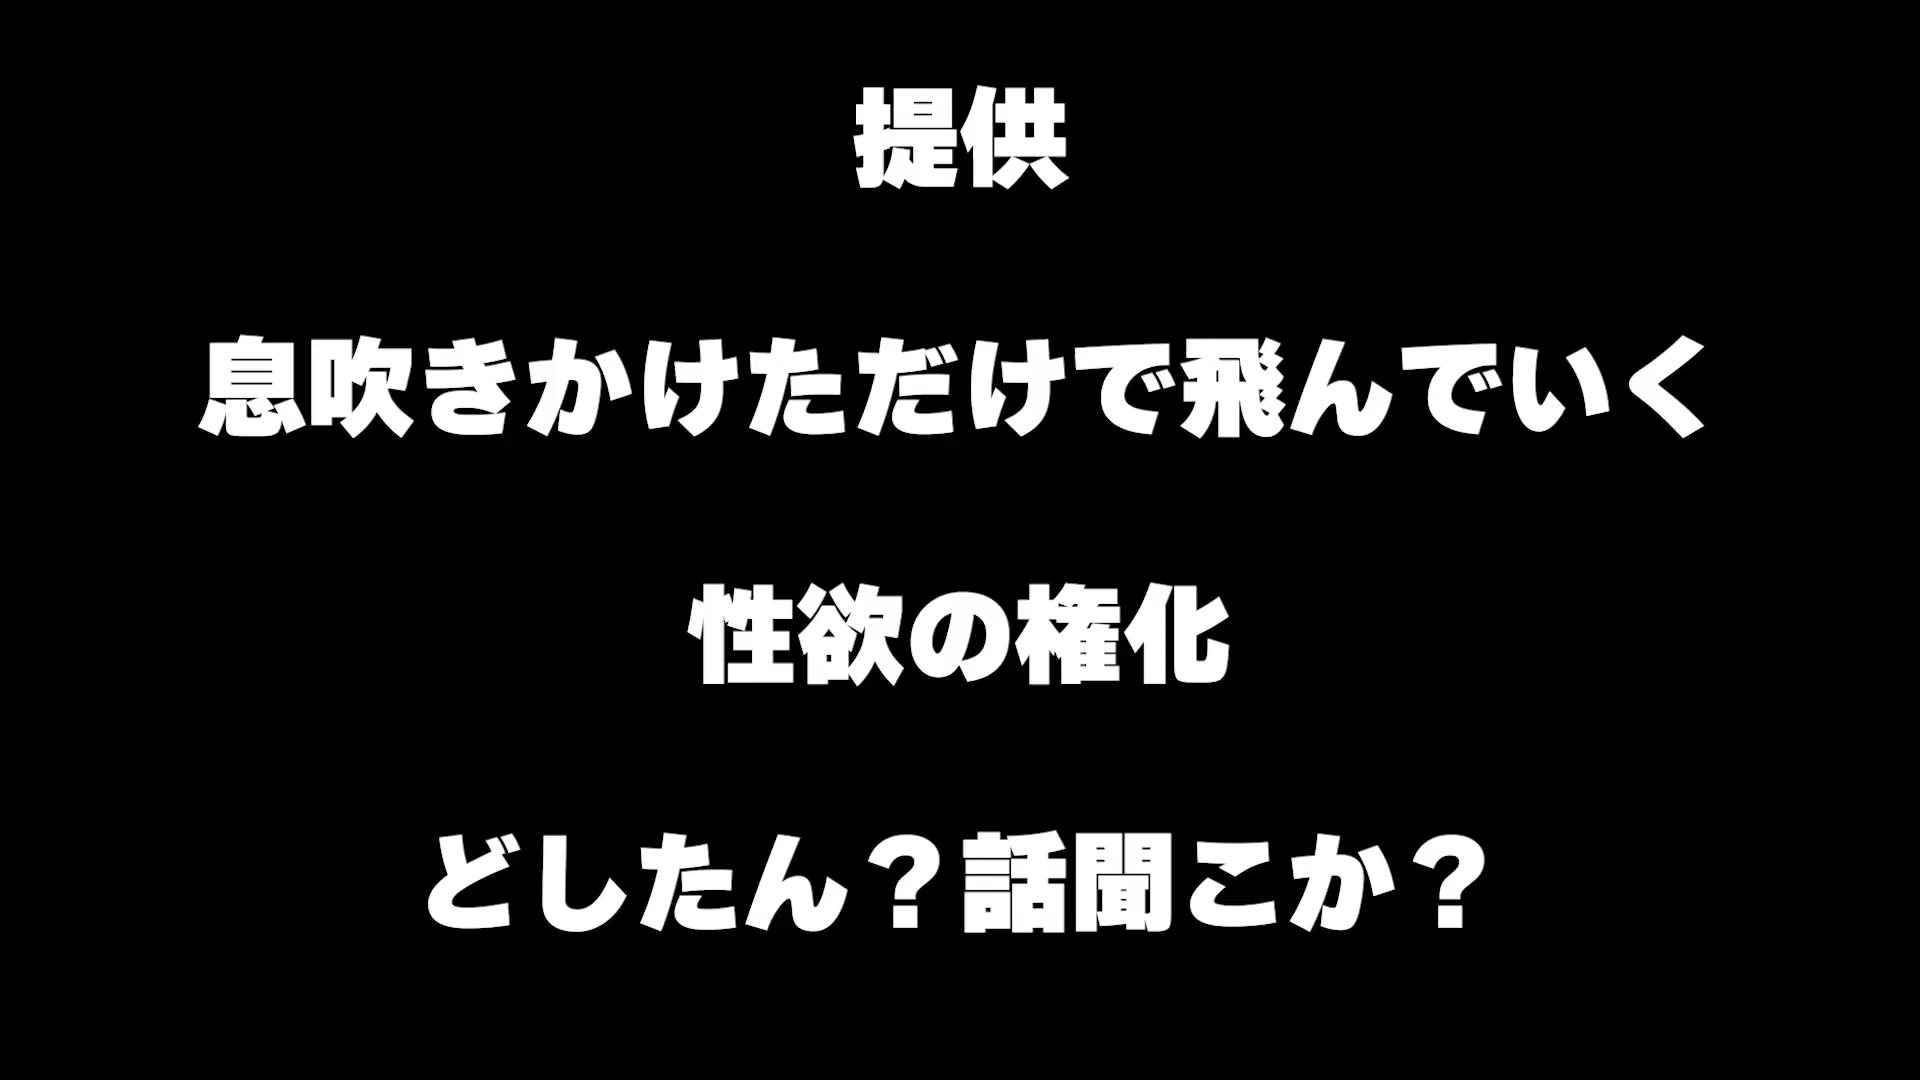 提供
息吹きかけただけで飛んでいく
性欲の権化
どしたん？話聞こか？